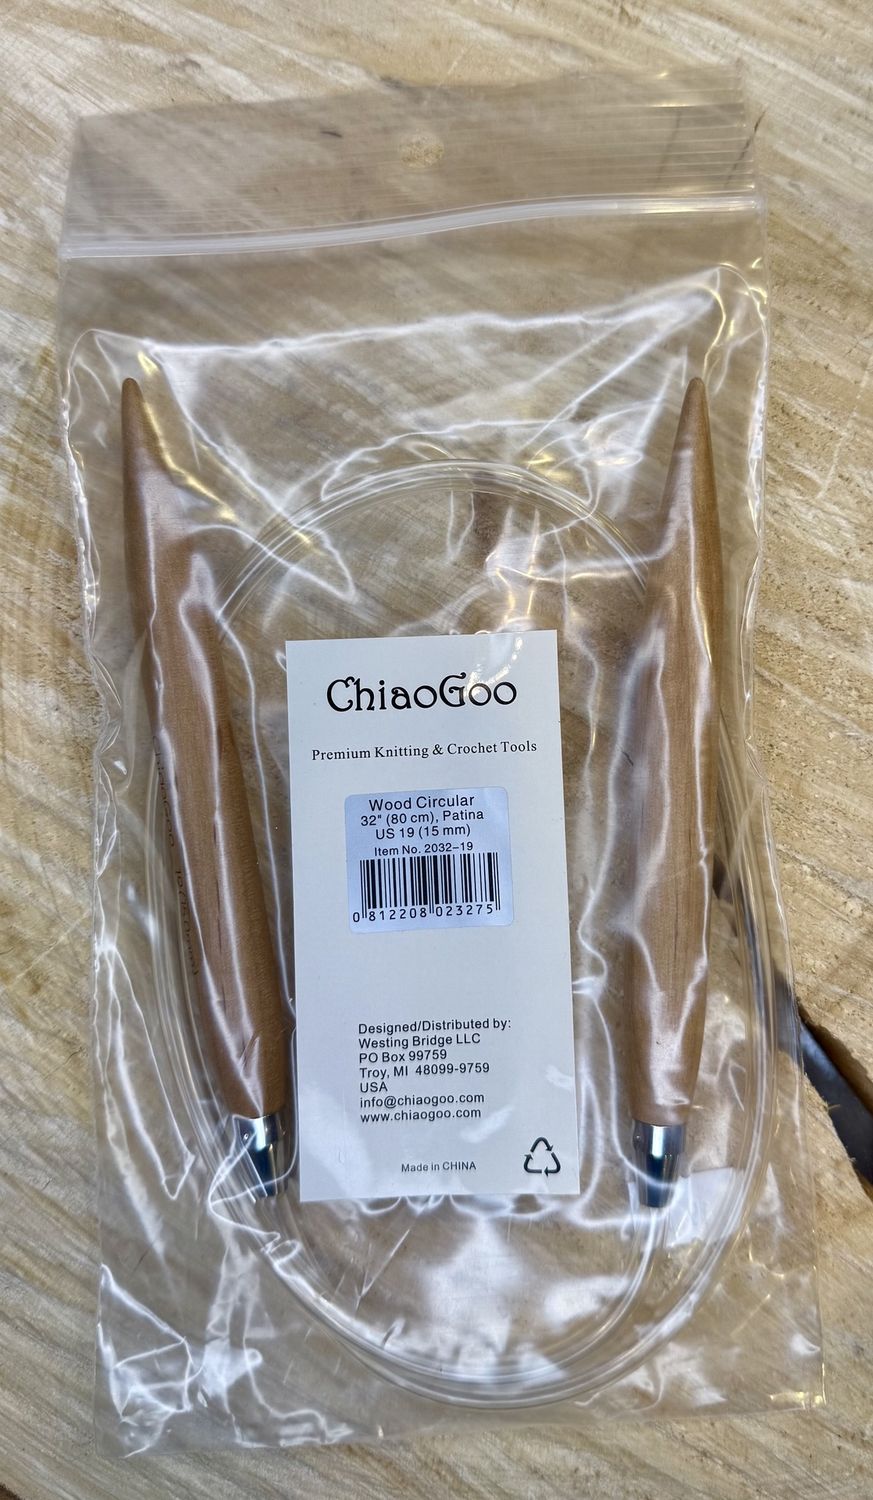 ChiaoGoo
Premium Knitting & Crochet Tools
Wood Circular
32" (80 cm), Patina
US 19 (15 mm)
Item No. 2032-19
0 812208 023275
Designed/Distributed by:
Westing Bridge LLC
PO Box 99759
Troy, MI 48099-9759
USA
info@chiaogoo.com
www.chiaogoo.com
Made in CHINA